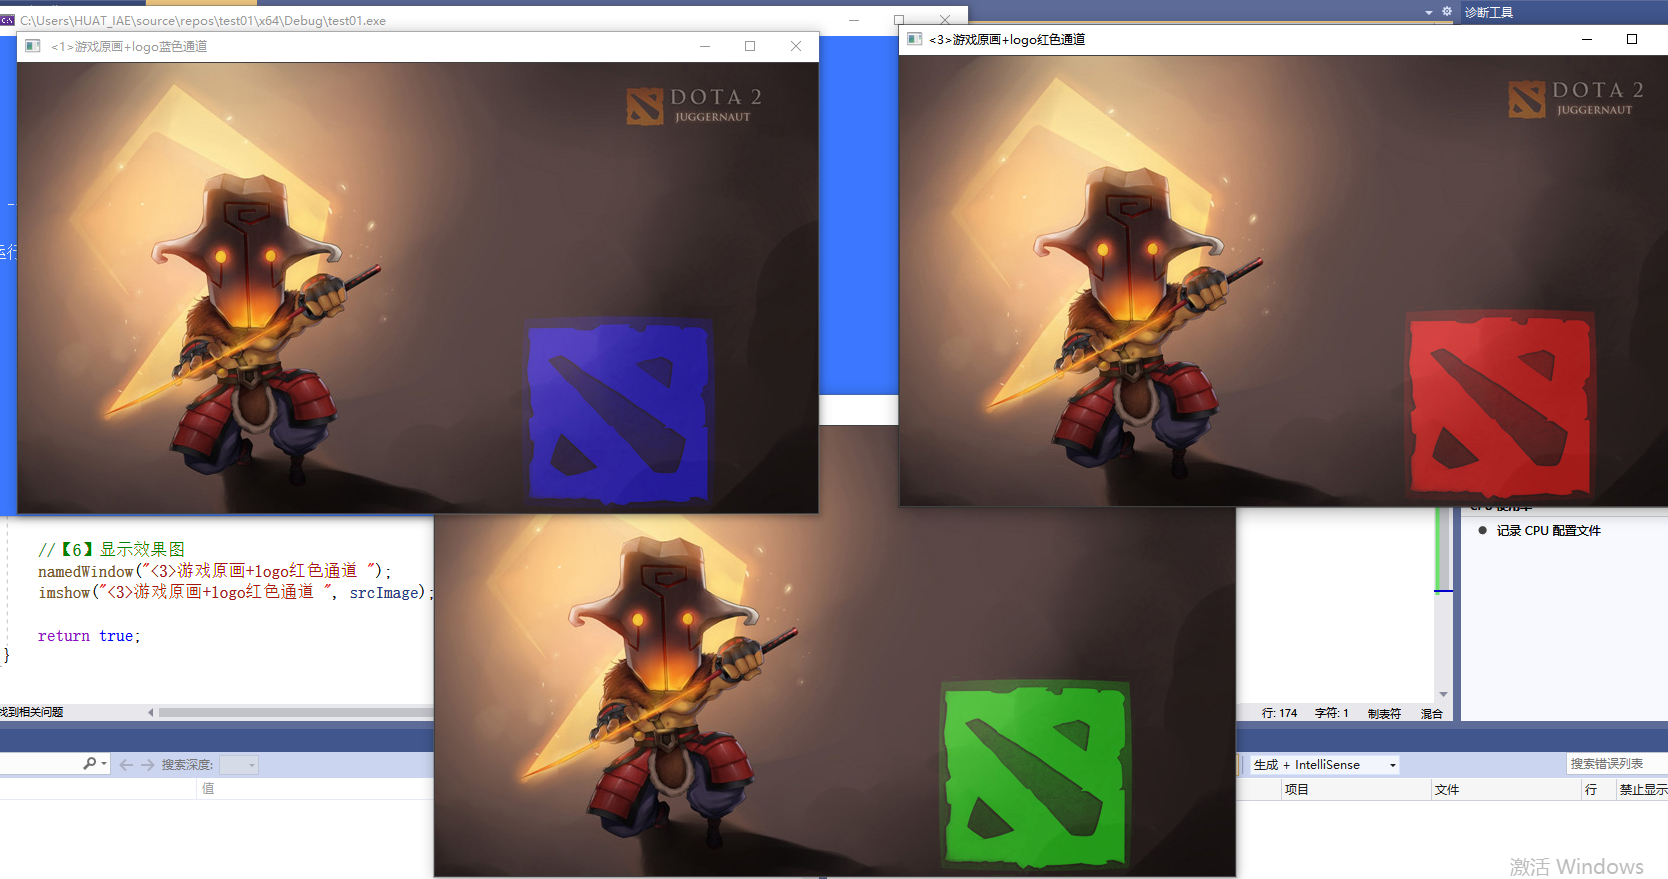 C:\Users\HUAT_IAE\source\repos\test01\x64\Debug\test01.exe
诊断工具
<1>游戏原画+logo蓝色通道
<3>游戏原画+logo红色通道
DOTA 2
JUGGERNAUT
DOTA 2
JUGGERNAUT
运行
//【6】显示效果图
namedWindow("<3>游戏原画+logo红色通道 ");
imshow("<3>游戏原画+logo红色通道 ", srcImage);
return true;
}
记录 CPU 配置文件
找到相关问题
行: 174 字符: 1 制表符 混合
搜索深度:
生成 + IntelliSense
搜索错误列表
值
项目 文件 行 禁止显示
激活 Windows